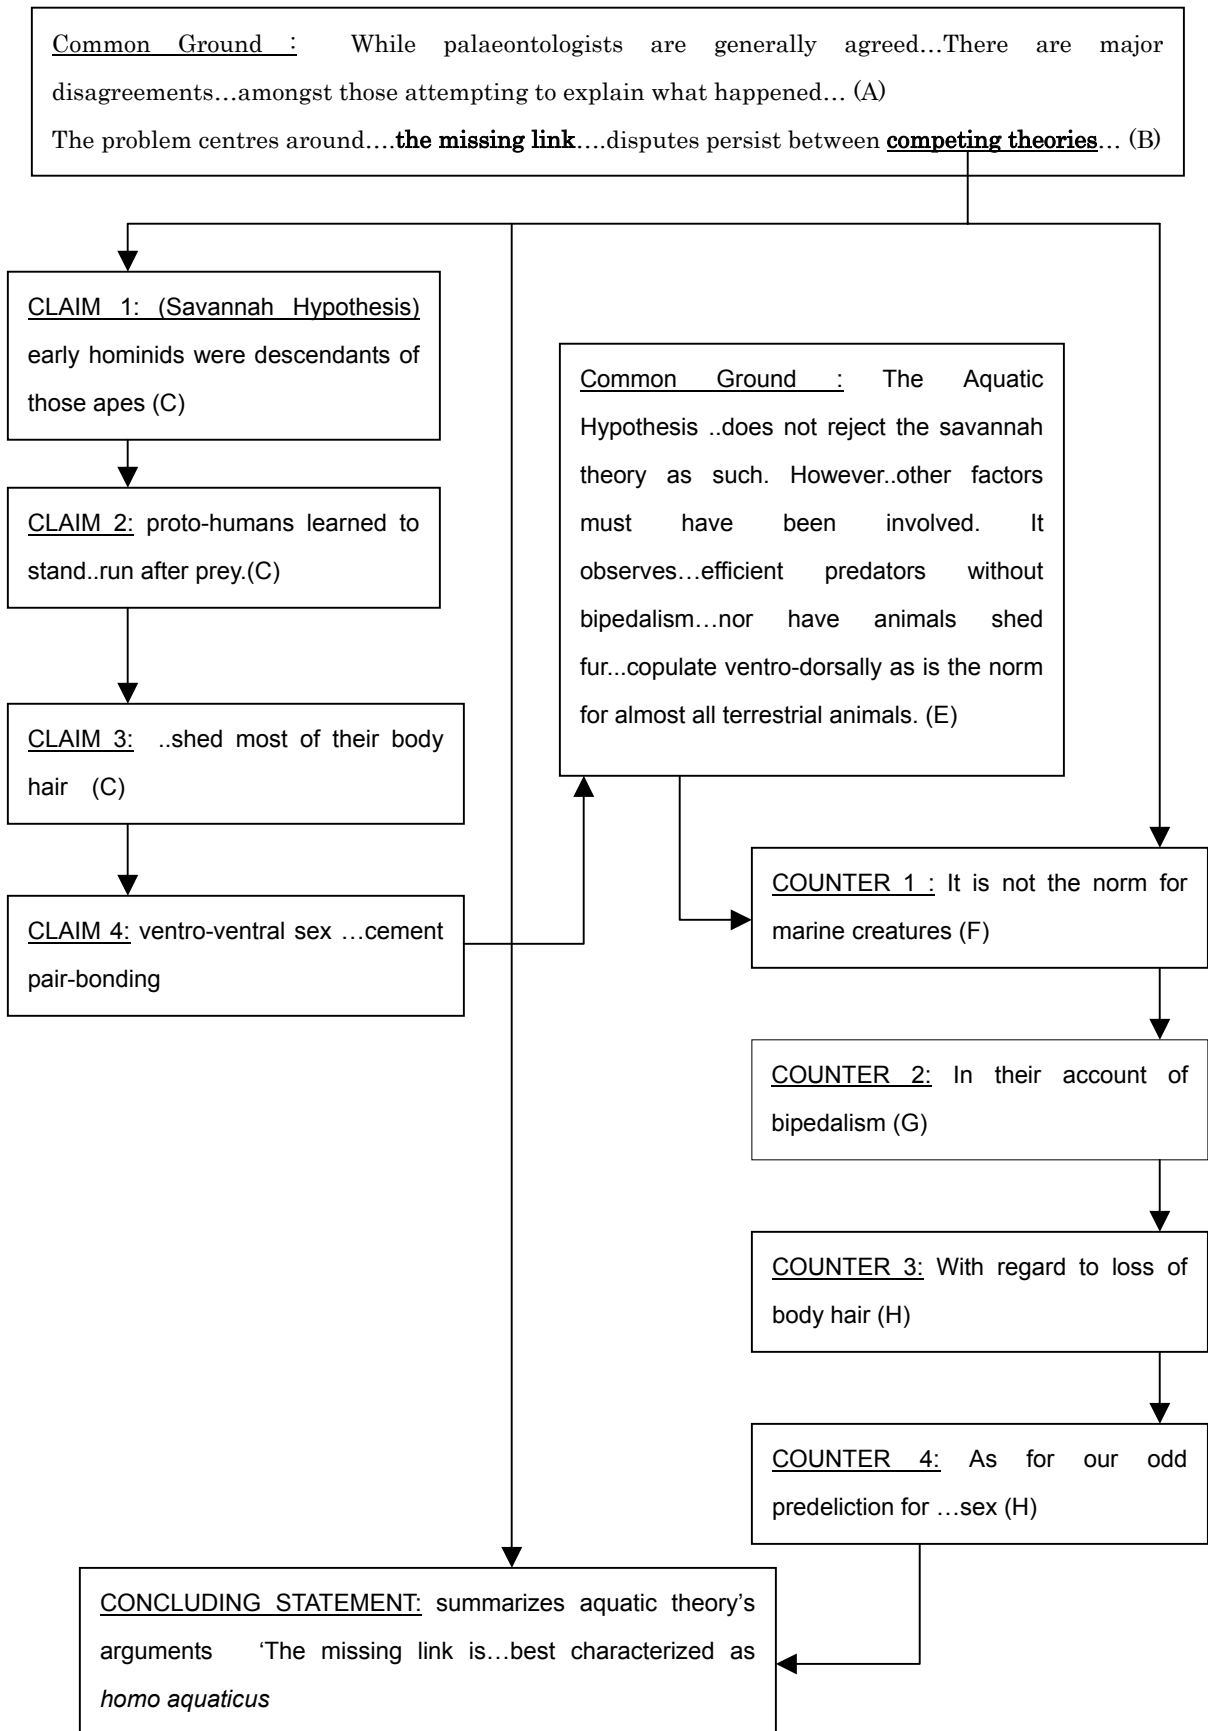 Common Ground : While palaeontologists are generally agreed…There are major
disagreements…amongst those attempting to explain what happened… (A)
The problem centres around….the missing link….disputes persist between competing theories… (B)
CLAIM 1: (Savannah Hypothesis)
early hominids were descendants of
those apes (C)
CLAIM 2: proto-humans learned to
stand..run after prey.(C)
CLAIM 3: ..shed most of their body
hair (C)
CLAIM 4: ventro-ventral sex …cement
pair-bonding
Common Ground : The Aquatic
Hypothesis ..does not reject the savannah
theory as such. However..other factors
must have been involved. It
observes…efficient predators without
bipedalism…nor have animals shed
fur...copulate ventro-dorsally as is the norm
for almost all terrestrial animals. (E)
COUNTER 1 : It is not the norm for
marine creatures (F)
COUNTER 2: In their account of
bipedalism (G)
COUNTER 3: With regard to loss of
body hair (H)
COUNTER 4: As for our odd
predeliction for …sex (H)
CONCLUDING STATEMENT: summarizes aquatic theory's
arguments ‘The missing link is…best characterized as
homo aquaticus